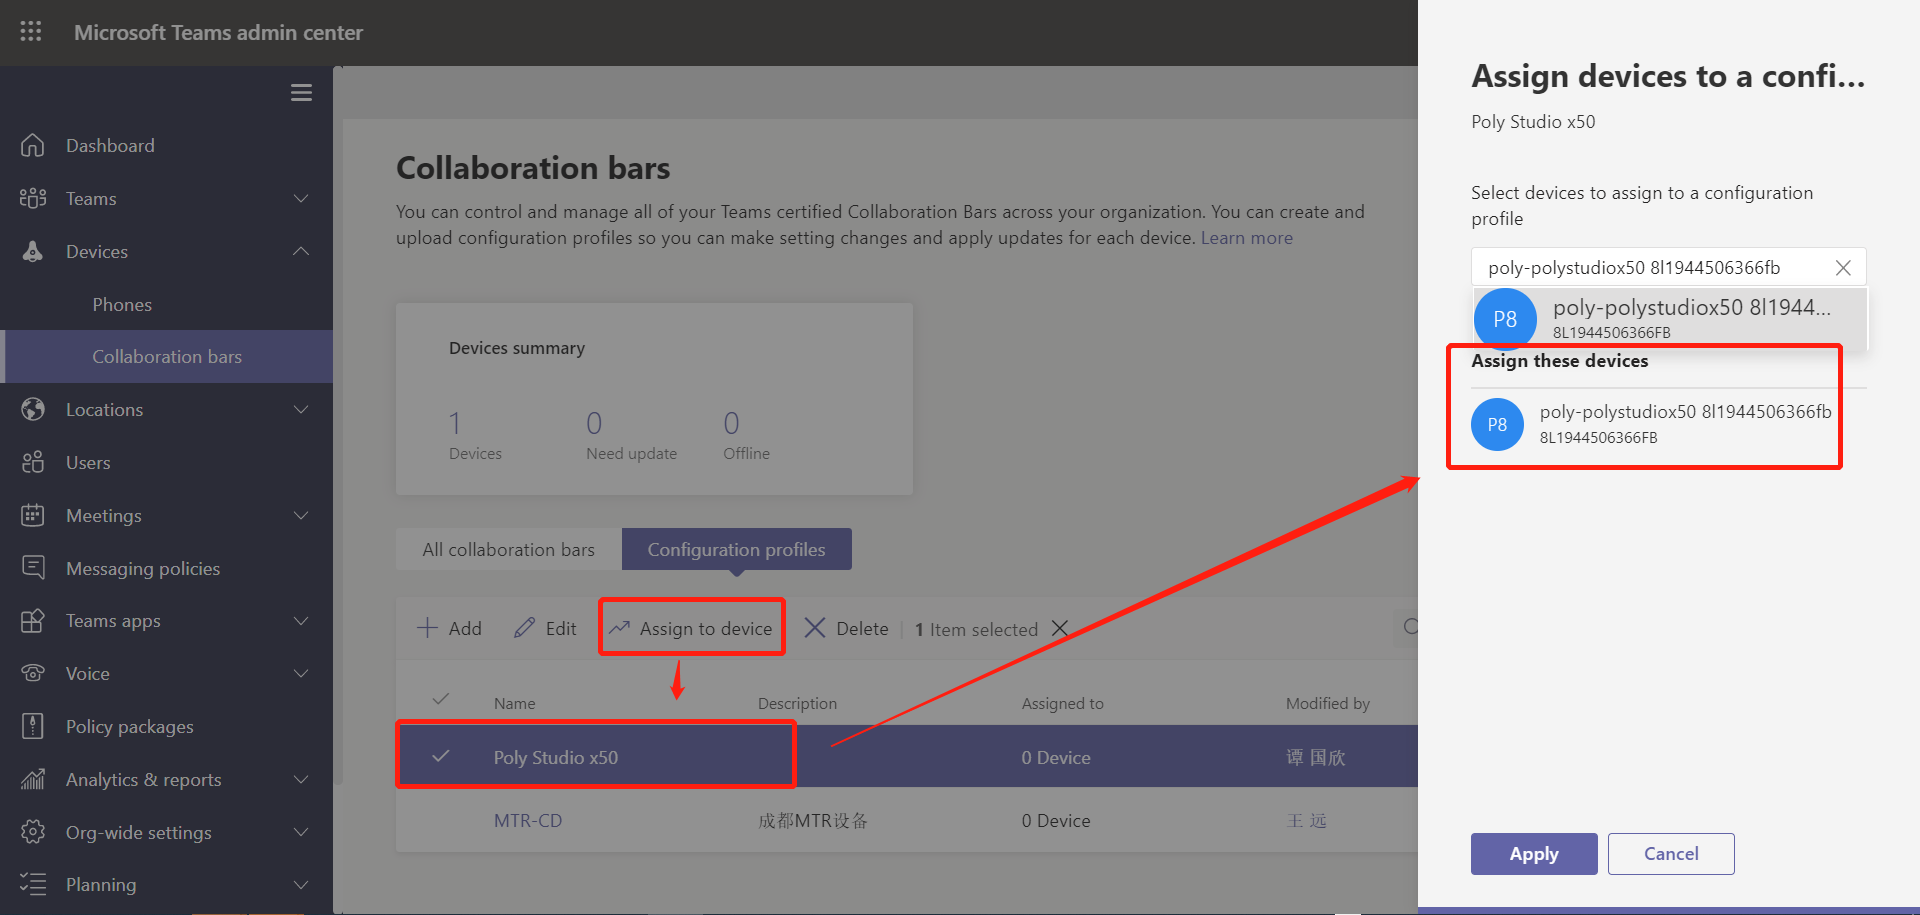 Microsoft Teams admin center
Dashboard
Teams
Devices
Phones
Collaboration bars
Locations
Users
Meetings
Messaging policies
Teams apps
Voice
Policy packages
Analytics & reports
Org-wide settings
Planning
Collaboration bars
You can control and manage all of your Teams certified Collaboration Bars across your organization. You can create and
upload configuration profiles so you can make setting changes and apply updates for each device. Learn more
Devices summary
1 0 0
Devices Need update Offline
All collaboration bars Configuration profiles
Add Edit Assign to device Delete 1 Item selected
Name Description Assigned to Modified by
Poly Studio x50 0 Device 谭 国欣
MTR-CD 成都MTR设备 0 Device 王 远
Assign devices to a confi...
Poly Studio x50
Select devices to assign to a configuration
profile
poly-polystudiox50 8l1944506366fb
P8 poly-polystudiox50 8l1944...
8L1944506366FB
Assign these devices
P8 poly-polystudiox50 8l1944506366fb
8L1944506366FB
Apply Cancel